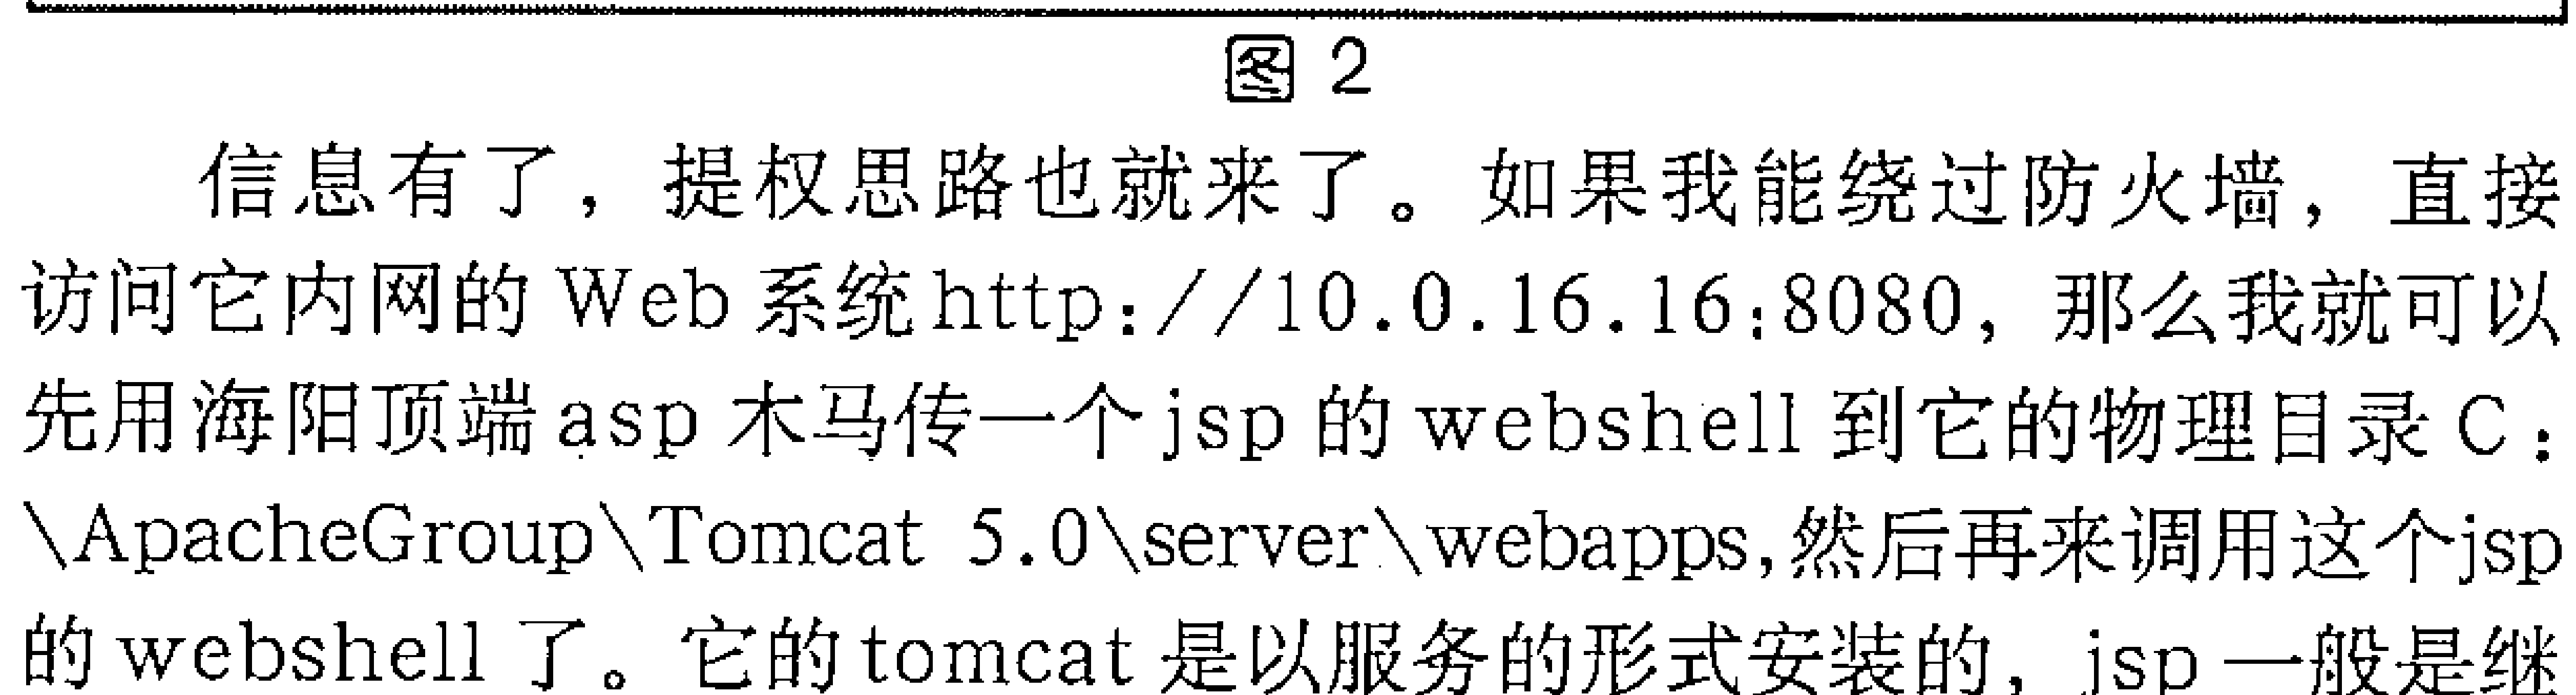 图 2
信息有了，提权思路也就来了。如果我能绕过防火墙，直接
访问它内网的 Web 系统 http://10.0.16.16:8080，那么我就可以
先用海阳顶端 asp 木马传一个 jsp 的 webshell 到它的物理目录 C：
\ApacheGroup\Tomcat 5.0\server\webapps,然后再来调用这个jsp
的 webshell 了。它的 tomcat 是以服务的形式安装的，jsp 一般是继